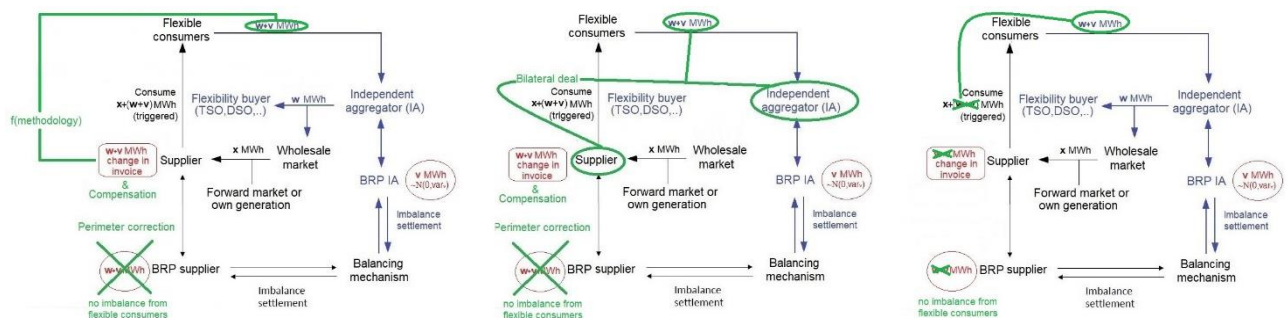 Flexible
consumers
w+v MWh
Consume
x+(w+v)MWh
(triggered)
Flexibility buyer
(TSO,DSO,..)
w MWh
Independent
aggregator (IA)
f(methodology)
w-v MWh
change in
invoice
Supplier
x MWh
Wholesale
market
&
Compensation
Forward market or
own generation
BRP IA
v MWh
~N(0,varᵥ)
Perimeter correction
Imbalance
settlement
w-v MWh
BRP supplier
Balancing
mechanism
Imbalance
settlement
no imbalance from
flexible consumers
Flexible
consumers
w+v MWh
Bilateral deal
Consume
x+(w+v)MWh
(triggered)
Flexibility buyer
(TSO,DSO,..)
w MWh
Independent
aggregator (IA)
w-v MWh
change in
invoice
Supplier
x MWh
Wholesale
market
&
Compensation
Forward market or
own generation
BRP IA
v MWh
~N(0,varᵥ)
Perimeter correction
Imbalance
settlement
w-v MWh
BRP supplier
Balancing
mechanism
Imbalance
settlement
no imbalance from
flexible consumers
Flexible
consumers
w+v MWh
Consume
MWh
(triggered)
Flexibility buyer
(TSO,DSO,..)
w MWh
Independent
aggregator (IA)
MWh
change in
invoice
Supplier
x MWh
Wholesale
market
Forward market or
own generation
BRP IA
v MWh
~N(0,varᵥ)
Imbalance
settlement
MWh
BRP supplier
Balancing
mechanism
Imbalance
settlement
no imbalance from
flexible consumers